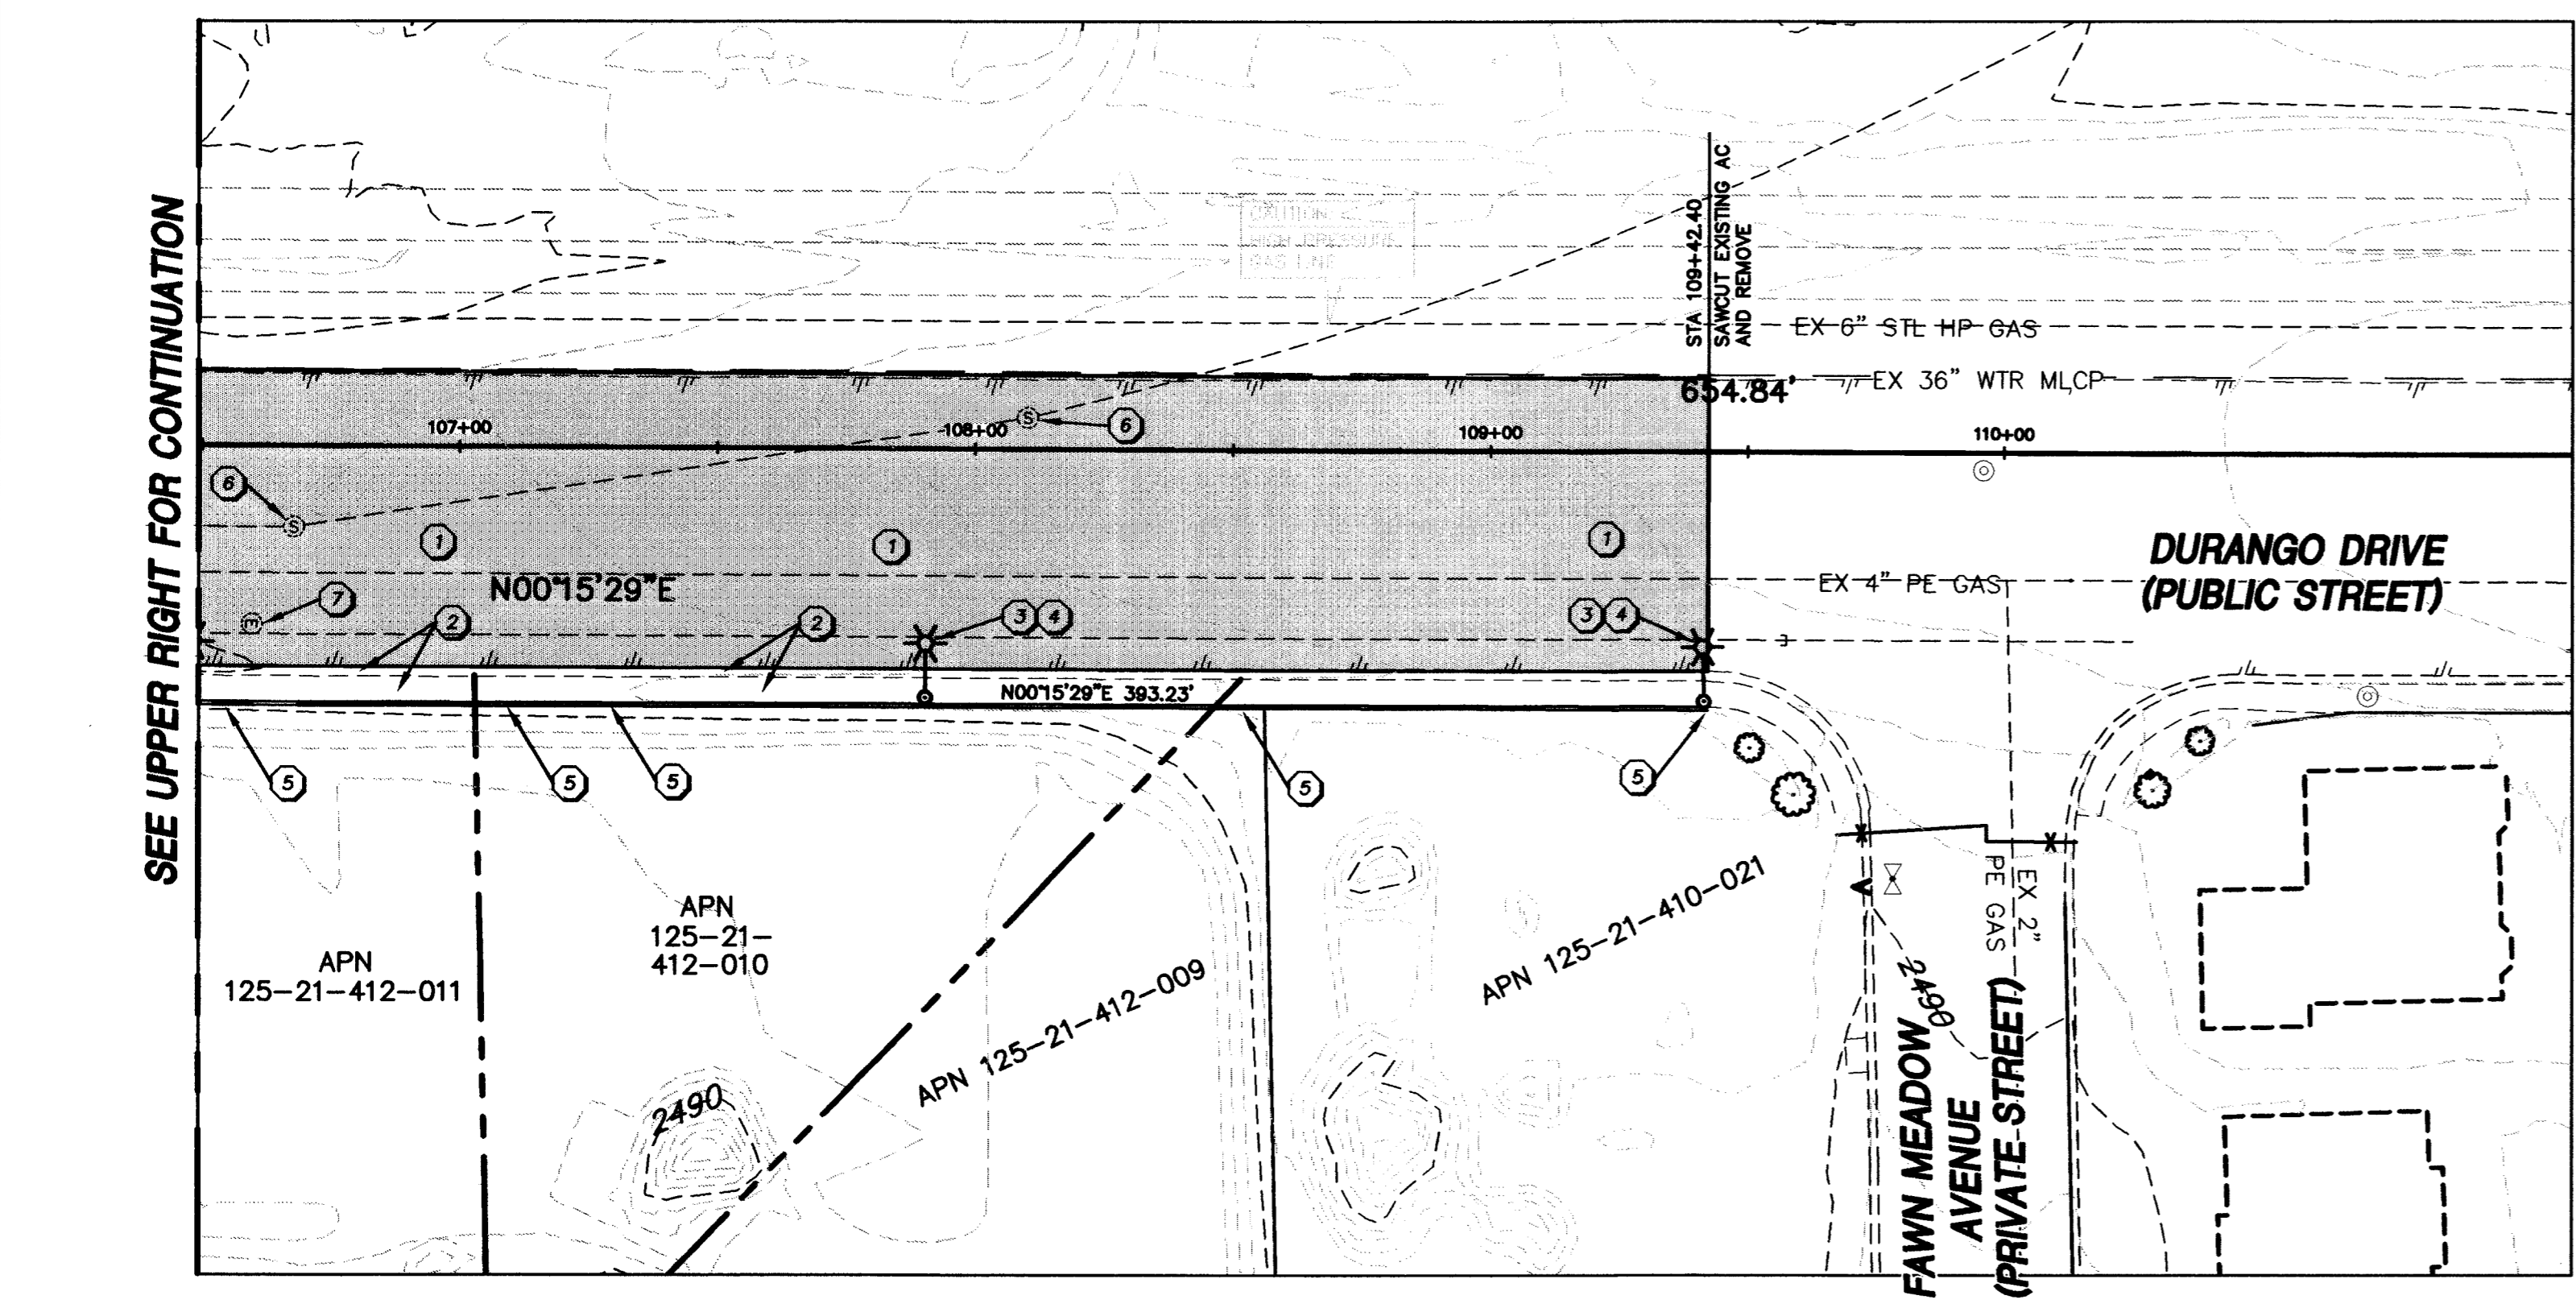 SEE UPPER RIGHT FOR CONTINUATION
CAUTION
HIGH PRESSURE
GAS LINE
STA 109+42.40
SAWCUT EXISTING AC
AND REMOVE
EX 6" STL HP GAS
654.84'
EX 36" WTR MLCP
107+00
108+00
109+00
110+00
S
6
6
S
1
1
1
DURANGO DRIVE
(PUBLIC STREET)
N00°15'29"E
EX 4" PE GAS
7
E
2
2
3
4
3
4
N00°15'29"E 393.23'
5
5
5
5
5
APN
125-21-412-011
APN
125-21-
412-010
APN 125-21-412-009
APN 125-21-410-021
EX 2"
PE GAS
2490
2490
FAWN MEADOW
AVENUE
(PRIVATE STREET)